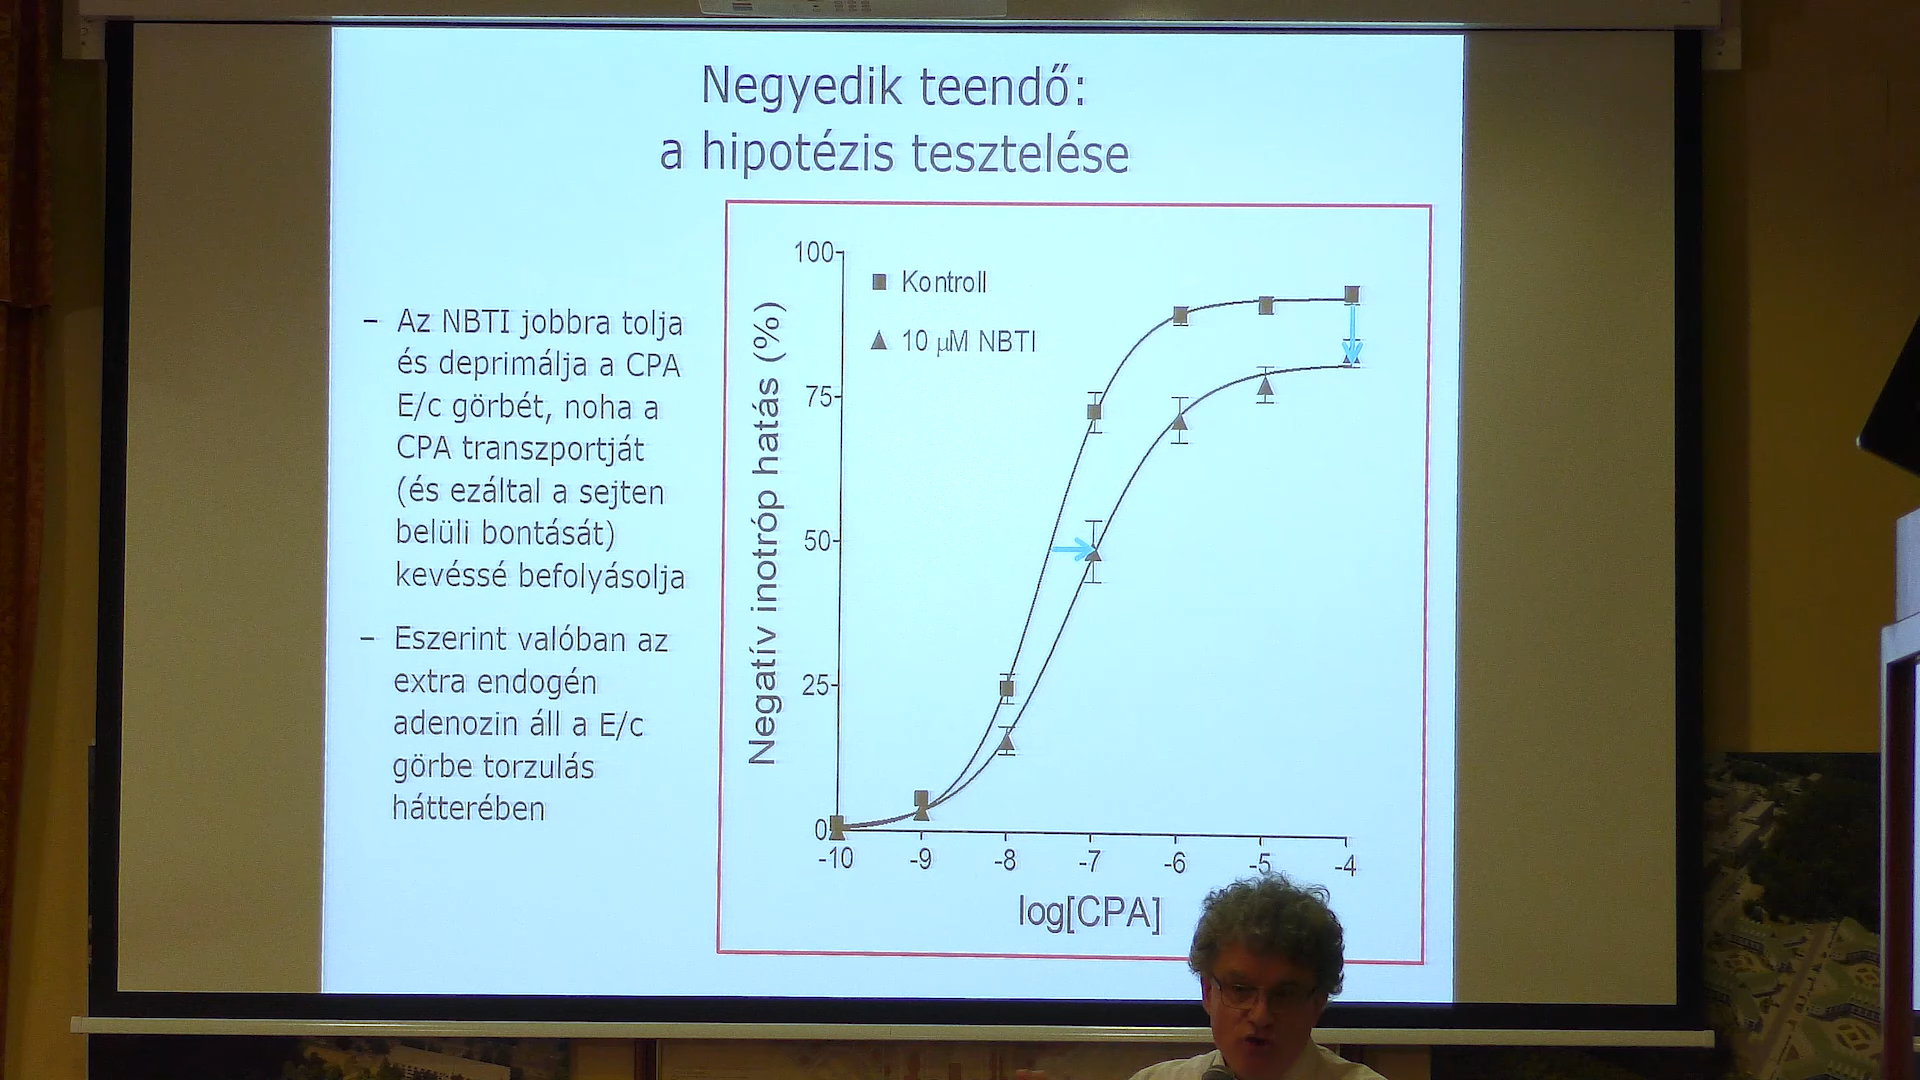 Negyedik teendő:
a hipotézis tesztelése
– Az NBTI jobbra tolja
és deprimálja a CPA
E/c görbét, noha a
CPA transzportját
(és ezáltal a sejten
belüli bontását)
kevéssé befolyásolja
– Eszerint valóban az
extra endogén
adenozin áll a E/c
görbe torzulás
hátterében
Negatív inotróp hatás (%)
100
75
50
25
0
Kontroll
10 µM NBTI
-10 -9 -8 -7 -6 -5 -4
log[CPA]